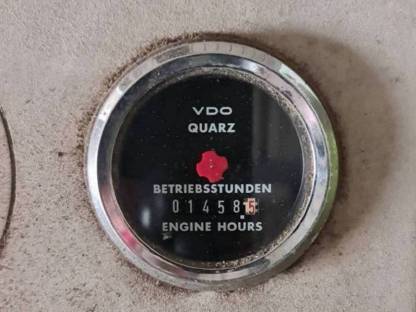 VDO
QUARZ
BETRIEBSSTUNDEN
014585
ENGINE HOURS